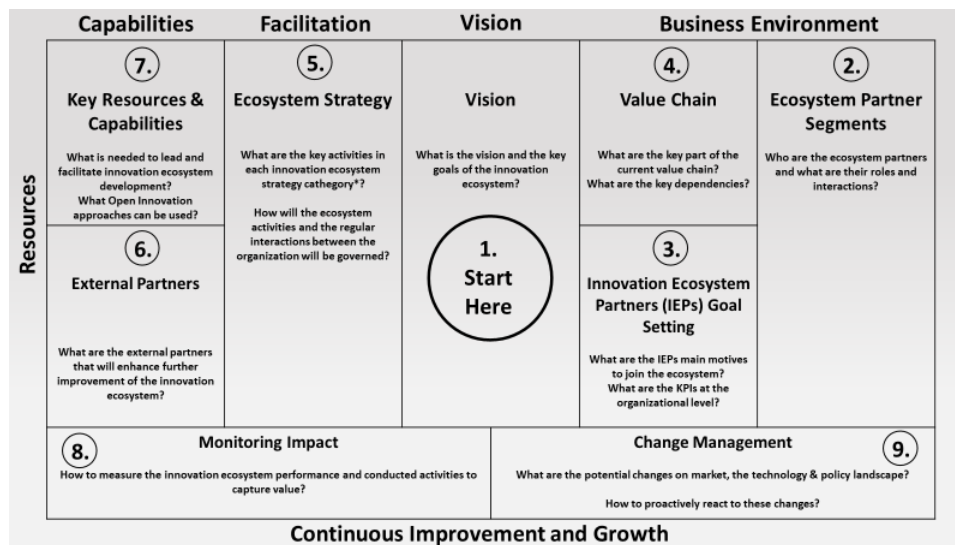 Capabilities
Facilitation
Vision
Business Environment
Resources
7.
Key Resources &
Capabilities
What is needed to lead and
facilitate innovation ecosystem
development?
What Open Innovation
approaches can be used?
6.
External Partners
What are the external partners
that will enhance further
improvement of the innovation
ecosystem?
5.
Ecosystem Strategy
What are the key activities in
each innovation ecosystem
strategy cathegory*?
How will the ecosystem
activities and the regular
interactions between the
organization will be governed?
Vision
What is the vision and the key
goals of the innovation
ecosystem?
1.
Start
Here
4.
Value Chain
What are the key part of the
current value chain?
What are the key dependencies?
3.
Innovation Ecosystem
Partners (IEPs) Goal
Setting
What are the IEPs main motives
to join the ecosystem?
What are the KPIs at the
organizational level?
2.
Ecosystem Partner
Segments
Who are the ecosystem partners
and what are their roles and
interactions?
8.
Monitoring Impact
How to measure the innovation ecosystem performance and conducted activities to
capture value?
Change Management
9.
What are the potential changes on market, the technology & policy landscape?
How to proactively react to these changes?
Continuous Improvement and Growth